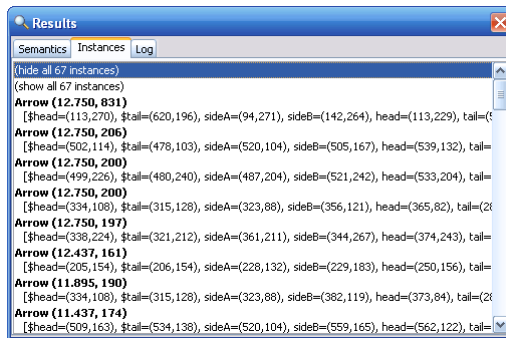 Results
Semantics Instances Log
(hide all 67 instances)
(show all 67 instances)
Arrow (12.750, 831)
[$head=(113,270), $tail=(620,196), sideA=(94,271), sideB=(142,264), head=(113,229), tail=(5
Arrow (12.750, 206)
[$head=(502,114), $tail=(478,103), sideA=(520,104), sideB=(505,167), head=(539,132), tail=
Arrow (12.750, 200)
[$head=(499,226), $tail=(480,240), sideA=(487,204), sideB=(521,242), head=(533,204), tail=
Arrow (12.750, 200)
[$head=(334,108), $tail=(315,128), sideA=(323,88), sideB=(356,121), head=(365,82), tail=(28
Arrow (12.750, 197)
[$head=(338,224), $tail=(321,212), sideA=(361,211), sideB=(344,267), head=(374,243), tail=
Arrow (12.437, 161)
[$head=(205,154), $tail=(206,154), sideA=(228,132), sideB=(229,183), head=(250,156), tail=
Arrow (11.895, 190)
[$head=(334,108), $tail=(315,128), sideA=(323,88), sideB=(382,119), head=(373,84), tail=(28
Arrow (11.437, 174)
[$head=(509,163), $tail=(534,138), sideA=(520,104), sideB=(559,165), head=(562,122), tail=